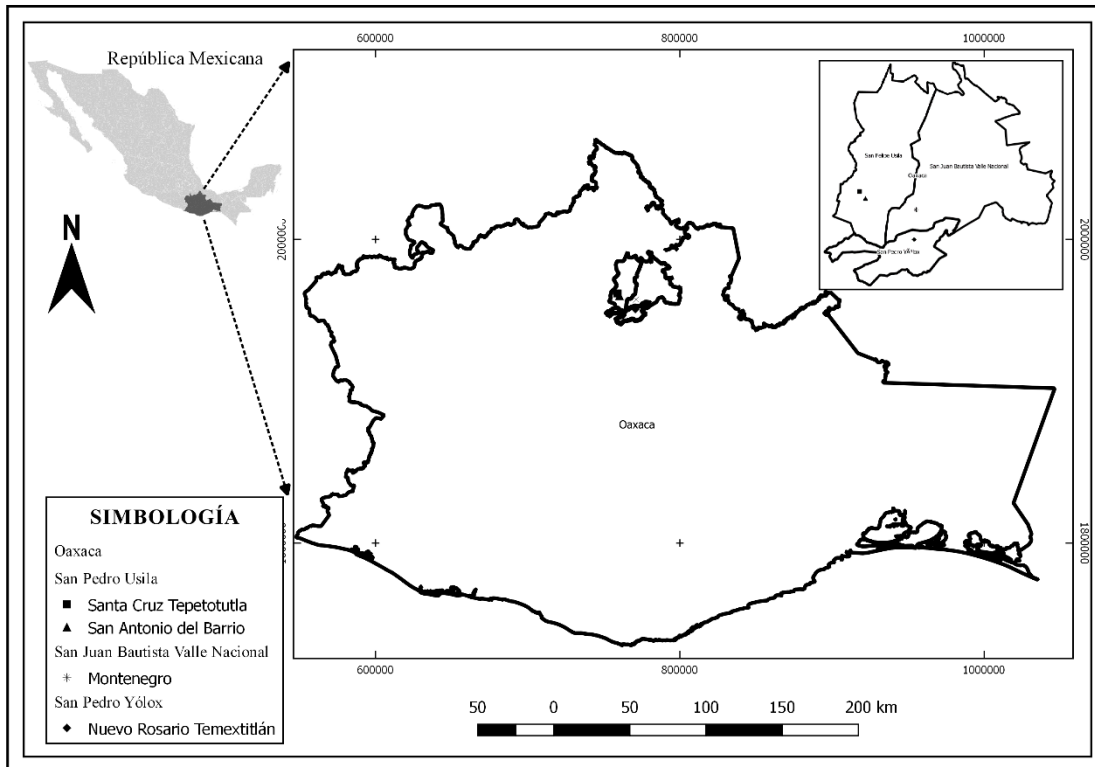 República Mexicana
N
600000
800000
1000000
2000000
2000000
San Felipe Usila
San Juan Bautista Valle Nacional
Oaxaca
Oaxaca
1800000
600000
800000
1000000
SIMBOLOGÍA
Oaxaca
San Pedro Usila
Santa Cruz Tepetotutla
San Antonio del Barrio
San Juan Bautista Valle Nacional
Montenegro
San Pedro Yólox
Nuevo Rosario Temextitlán
50 0 50 100 150 200 km